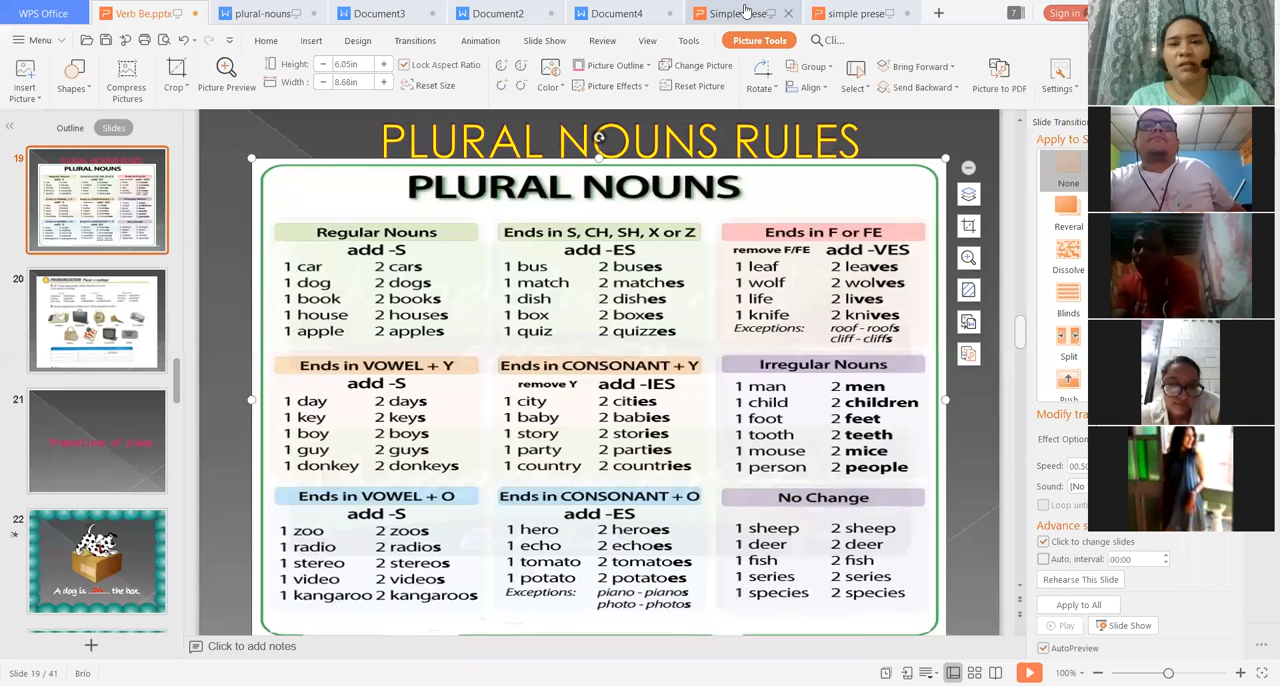 WPS Office
Verb Be.pptx
plural-nouns
Document3
Document2
Document4
Simple prese
simple prese
7
Sign in
Menu
Home
Insert
Design
Transitions
Animation
Slide Show
Review
View
Tools
Picture Tools
Cli...
Insert Picture
Shapes
Compress Pictures
Crop
Picture Preview
Height: 6.05in
Width : 8.68in
Lock Aspect Ratio
Reset Size
Color
Picture Outline
Change Picture
Picture Effects
Reset Picture
Rotate
Group
Align
Select
Bring Forward
Send Backward
Picture to PDF
Settings
Outline
Slides
19
20
21
22
A dog is the box.
PLURAL NOUNS RULES
PLURAL NOUNS
Regular Nouns
add -S
1 car 2 cars
1 dog 2 dogs
1 book 2 books
1 house 2 houses
1 apple 2 apples
Ends in S, CH, SH, X or Z
add -ES
1 bus 2 buses
1 match 2 matches
1 dish 2 dishes
1 box 2 boxes
1 quiz 2 quizzes
Ends in F or FE
remove F/FE add -VES
1 leaf 2 leaves
1 wolf 2 wolves
1 life 2 lives
1 knife 2 knives
Exceptions: roof - roofs
cliff - cliffs
Ends in VOWEL + Y
add -S
1 day 2 days
1 key 2 keys
1 boy 2 boys
1 guy 2 guys
1 donkey 2 donkeys
Ends in CONSONANT + Y
remove Y add -IES
1 city 2 cities
1 baby 2 babies
1 story 2 stories
1 party 2 parties
1 country 2 countries
Irregular Nouns
1 man 2 men
1 child 2 children
1 foot 2 feet
1 tooth 2 teeth
1 mouse 2 mice
1 person 2 people
Ends in VOWEL + O
add -S
1 zoo 2 zoos
1 radio 2 radios
1 stereo 2 stereos
1 video 2 videos
1 kangaroo 2 kangaroos
Ends in CONSONANT + O
add -ES
1 hero 2 heroes
1 echo 2 echoes
1 tomato 2 tomatoes
1 potato 2 potatoes
Exceptions: piano - pianos
photo - photos
No Change
1 sheep 2 sheep
1 deer 2 deer
1 fish 2 fish
1 series 2 series
1 species 2 species
Slide Transition
Apply to S
None
Reveral
Dissolve
Blinds
Split
Push
Modify tra
Effect Option
Speed: 00.50
Sound: [No
Loop until
Advance s
Click to change slides
Auto, interval: 00:00
Rehearse This Slide
Apply to All
Play
Slide Show
AutoPreview
Click to add notes
Slide 19 / 41
Brío
100%